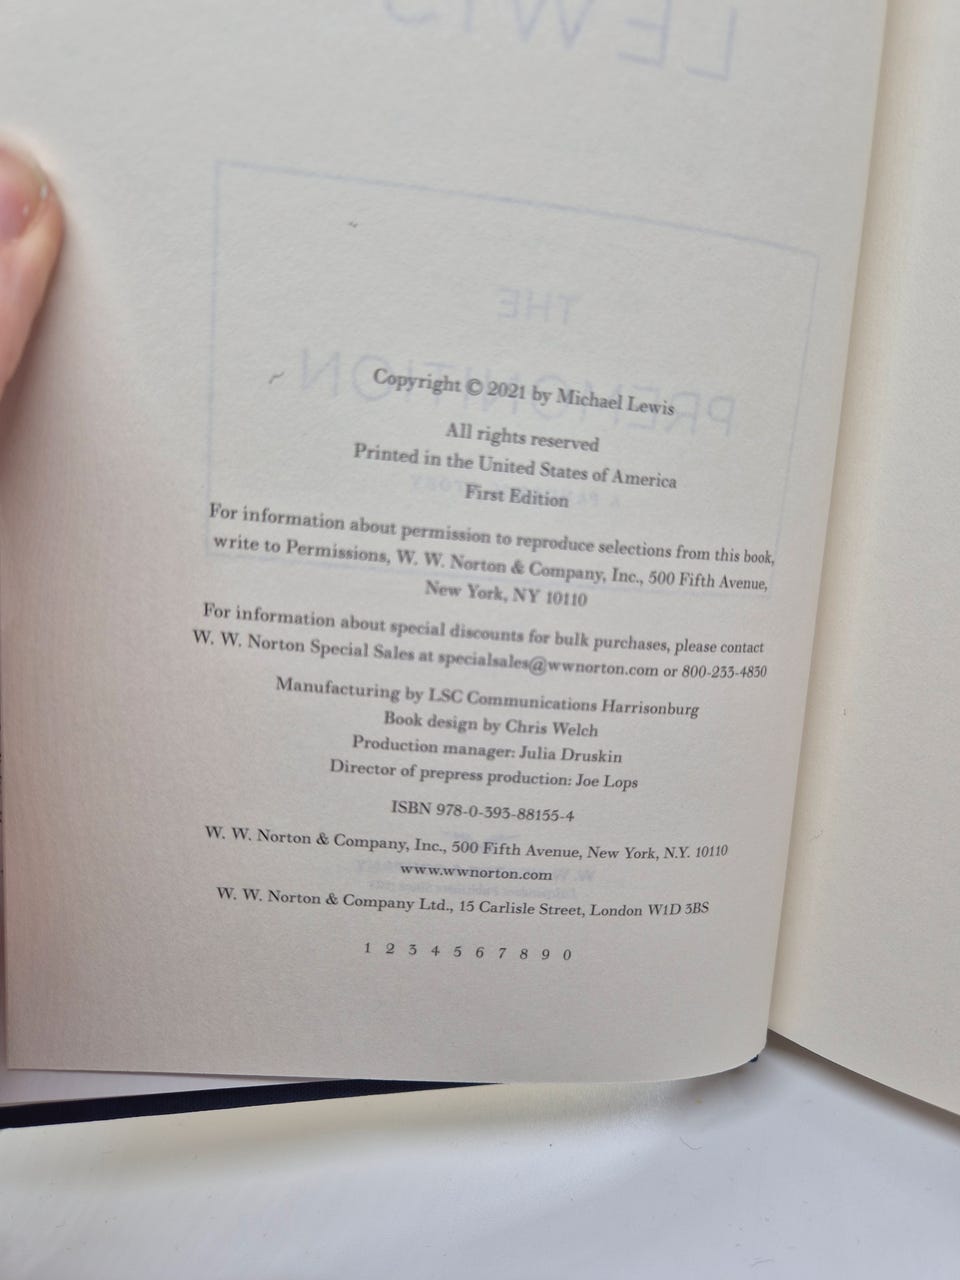 LEWIS
THE
PREMONITION
Copyright © 2021 by Michael Lewis
All rights reserved
Printed in the United States of America
First Edition
For information about permission to reproduce selections from this book,
write to Permissions, W. W. Norton & Company, Inc., 500 Fifth Avenue,
New York, NY 10110
For information about special discounts for bulk purchases, please contact
W. W. Norton Special Sales at specialsales@wwnorton.com or 800-233-4830
Manufacturing by LSC Communications Harrisonburg
Book design by Chris Welch
Production manager: Julia Druskin
Director of prepress production: Joe Lops
ISBN 978-0-393-88155-4
W. W. Norton & Company, Inc., 500 Fifth Avenue, New York, N.Y. 10110
www.wwnorton.com
W. W. Norton & Company Ltd., 15 Carlisle Street, London W1D 3BS
1 2 3 4 5 6 7 8 9 0